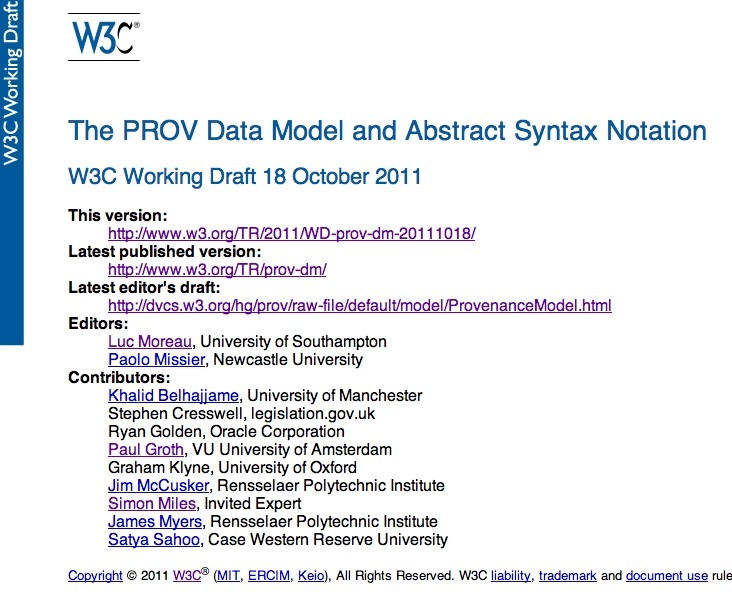 W3C Working Draft
W3C®
The PROV Data Model and Abstract Syntax Notation
W3C Working Draft 18 October 2011
This version:
http://www.w3.org/TR/2011/WD-prov-dm-20111018/
Latest published version:
http://www.w3.org/TR/prov-dm/
Latest editor's draft:
http://dvcs.w3.org/hg/prov/raw-file/default/model/ProvenanceModel.html
Editors:
Luc Moreau, University of Southampton
Paolo Missier, Newcastle University
Contributors:
Khalid Belhajjame, University of Manchester
Stephen Cresswell, legislation.gov.uk
Ryan Golden, Oracle Corporation
Paul Groth, VU University of Amsterdam
Graham Klyne, University of Oxford
Jim McCusker, Rensselaer Polytechnic Institute
Simon Miles, Invited Expert
James Myers, Rensselaer Polytechnic Institute
Satya Sahoo, Case Western Reserve University
Copyright © 2011 W3C® (MIT, ERCIM, Keio), All Rights Reserved. W3C liability, trademark and document use rule